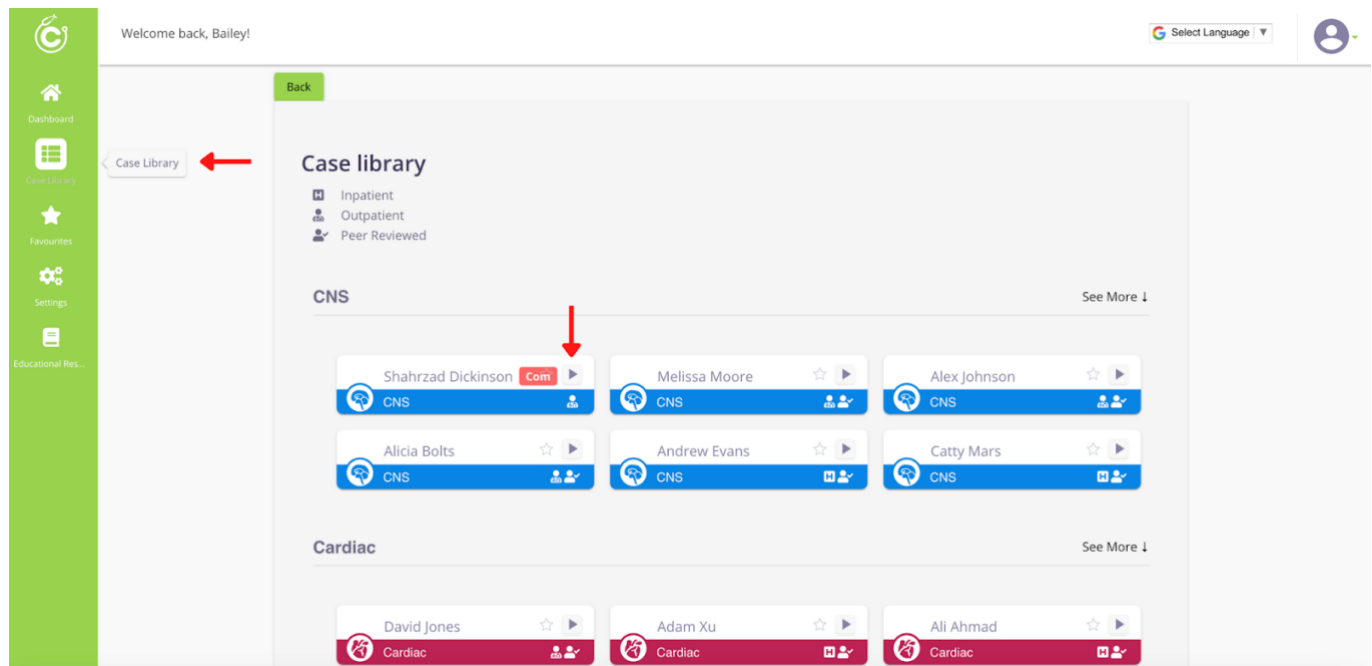 Welcome back, Bailey!
Select Language ▼
Dashboard
Case Library
Favourites
Settings
Educational Res...
Case Library
Back
Case library
Inpatient
Outpatient
Peer Reviewed
CNS
See More ↓
Shahrzad Dickinson Com
CNS
Melissa Moore
CNS
Alex Johnson
CNS
Alicia Bolts
CNS
Andrew Evans
CNS
Catty Mars
CNS
Cardiac
See More ↓
David Jones
Cardiac
Adam Xu
Cardiac
Ali Ahmad
Cardiac